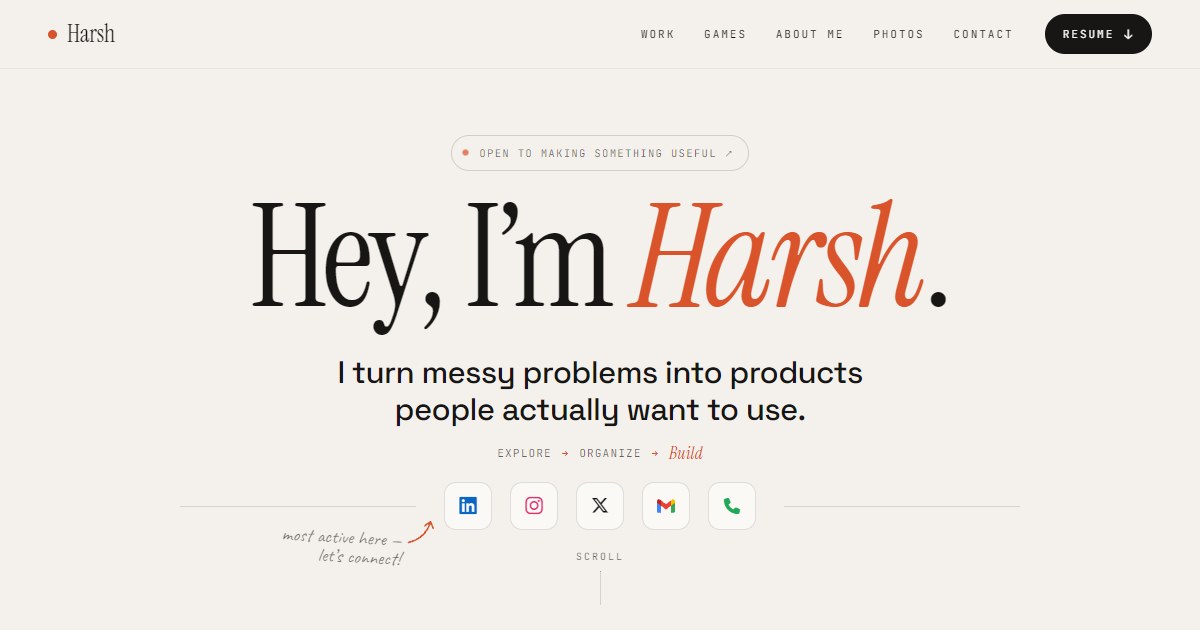 Harsh
WORK GAMES ABOUT ME PHOTOS CONTACT RESUME ↓
OPEN TO MAKING SOMETHING USEFUL ↗
Hey, I’m Harsh.
I turn messy problems into products
people actually want to use.
EXPLORE → ORGANIZE → Build
most active here –
let’s connect!
SCROLL